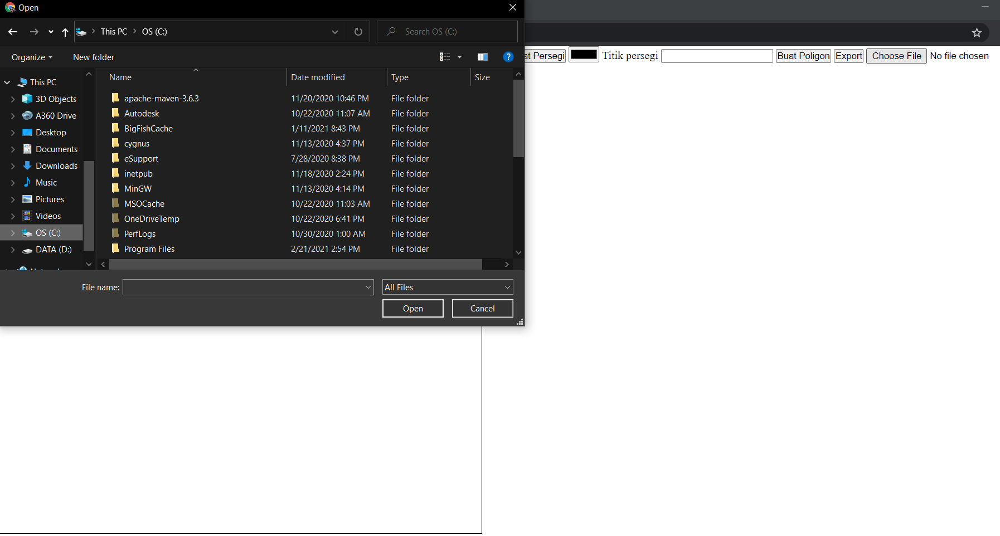 Open
This PC OS (C:) Search OS (C:)
Organize New folder
at Persegi Titik persegi Buat Poligon Export Choose File No file chosen
Name Date modified Type Size
This PC
3D Objects
A360 Drive
Desktop
Documents
Downloads
Music
Pictures
Videos
OS (C:)
DATA (D:)
apache-maven-3.6.3 11/20/2020 10:46 PM File folder
Autodesk 10/22/2020 11:07 AM File folder
BigFishCache 1/11/2021 8:43 PM File folder
cygnus 11/13/2020 4:37 PM File folder
eSupport 7/28/2020 8:38 PM File folder
inetpub 11/18/2020 2:24 PM File folder
MinGW 11/13/2020 4:14 PM File folder
MSOCache 10/22/2020 11:03 AM File folder
OneDriveTemp 10/22/2020 6:41 PM File folder
PerfLogs 10/30/2020 1:00 AM File folder
Program Files 2/21/2021 2:54 PM File folder
File name: All Files
Open Cancel